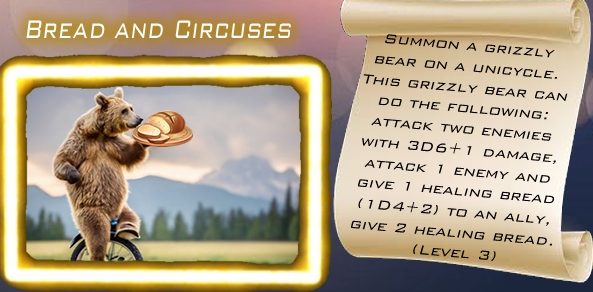 Bread and Circuses
Summon a grizzly
bear on a unicycle.
This grizzly bear can
do the following:
attack two enemies
with 3D6+1 damage,
attack 1 enemy and
give 1 healing bread
(1D4+2) to an ally,
give 2 healing bread.
(Level 3)